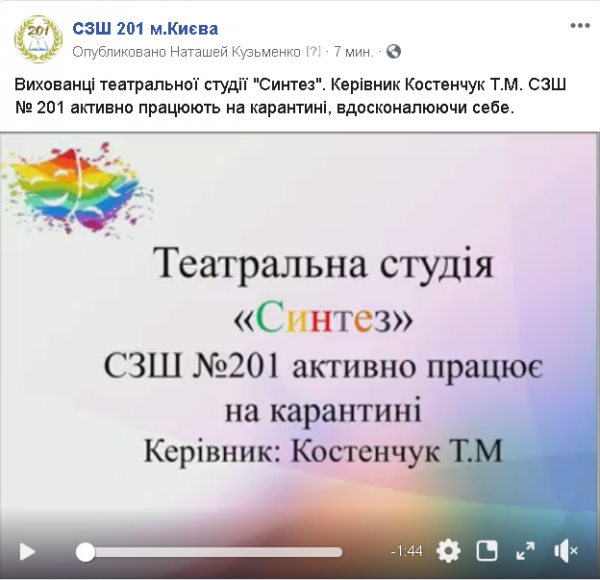 201
СЗШ 201 м.Києва
Опубликовано Наташей Кузьменко [?] · 7 мин. ·
Вихованці театральної студії "Синтез". Керівник Костенчук Т.М. СЗШ
№ 201 активно працюють на карантині, вдосконалюючи себе.
Театральна студія
«Синтез»
СЗШ №201 активно працює
на карантині
Керівник: Костенчук Т.М
-1:44